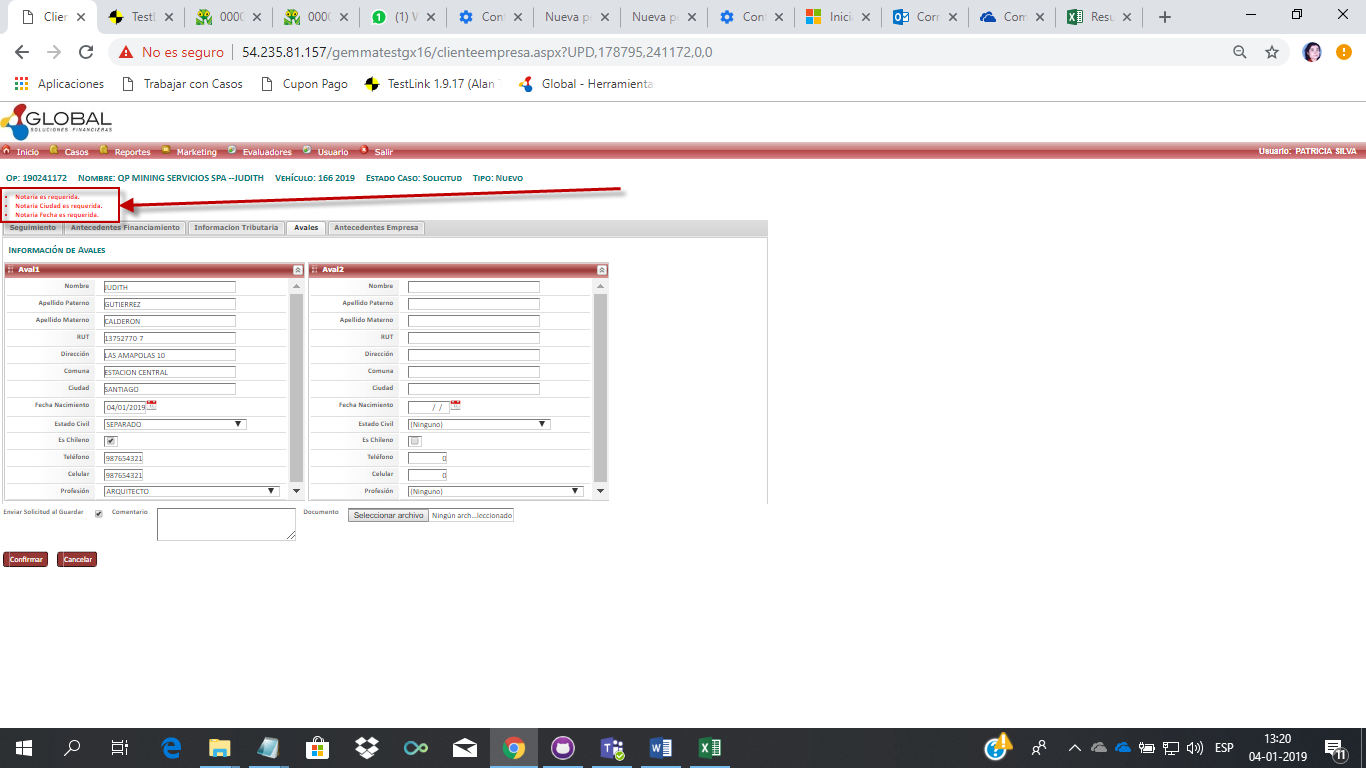 Clien
TestL
0000
0000
(1) W
Cont
Nueva pe
Nueva pe
Cont
Inicia
Corre
Com
Resu
No es seguro | 54.235.81.157/gemmatestgx16/clienteempresa.aspx?UPD,178795,241172,0,0
Aplicaciones Trabajar con Casos Cupon Pago TestLink 1.9.17 (Alan Global - Herramienta
GLOBAL
SOLUCIONES FINANCIERAS
Inicio Casos Reportes Marketing Evaluadores Usuario Salir Usuario: PATRICIA SILVA
OP: 190241172 NOMBRE: QP MINING SERVICIOS SPA --JUDITH VEHÍCULO: 166 2019 ESTADO CASO: SOLICITUD TIPO: NUEVO
• Notaria es requerida.
• Notaria Ciudad es requerida.
• Notaria Fecha es requerida.
Seguimiento Antecedentes Financiamiento Informacion Tributaria Avales Antecedentes Empresa
INFORMACIÓN DE AVALES
Aval1
Nombre JUDITH
Apellido Paterno GUTIERREZ
Apellido Materno CALDERON
RUT 13752770 7
Dirección LAS AMAPOLAS 10
Comuna ESTACION CENTRAL
Ciudad SANTIAGO
Fecha Nacimiento 04/01/2019
Estado Civil SEPARADO
Es Chileno
Teléfono 987654321
Celular 987654321
Profesión ARQUITECTO
Aval2
Nombre
Apellido Paterno
Apellido Materno
RUT
Dirección
Comuna
Ciudad
Fecha Nacimiento / /
Estado Civil (Ninguno)
Es Chileno
Teléfono 0
Celular 0
Profesión (Ninguno)
Enviar Solicitud al Guardar Comentario Documento Seleccionar archivo Ningún arch...leccionado
Confirmar Cancelar
ESP
13:20
04-01-2019
11